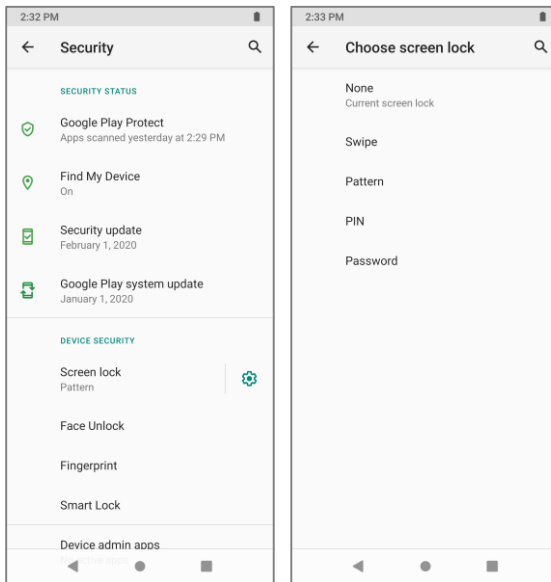 2:32 PM
Security
SECURITY STATUS
Google Play Protect
Apps scanned yesterday at 2:29 PM
Find My Device
On
Security update
February 1, 2020
Google Play system update
January 1, 2020
DEVICE SECURITY
Screen lock
Pattern
Face Unlock
Fingerprint
Smart Lock
Device admin apps
2:33 PM
Choose screen lock
None
Current screen lock
Swipe
Pattern
PIN
Password